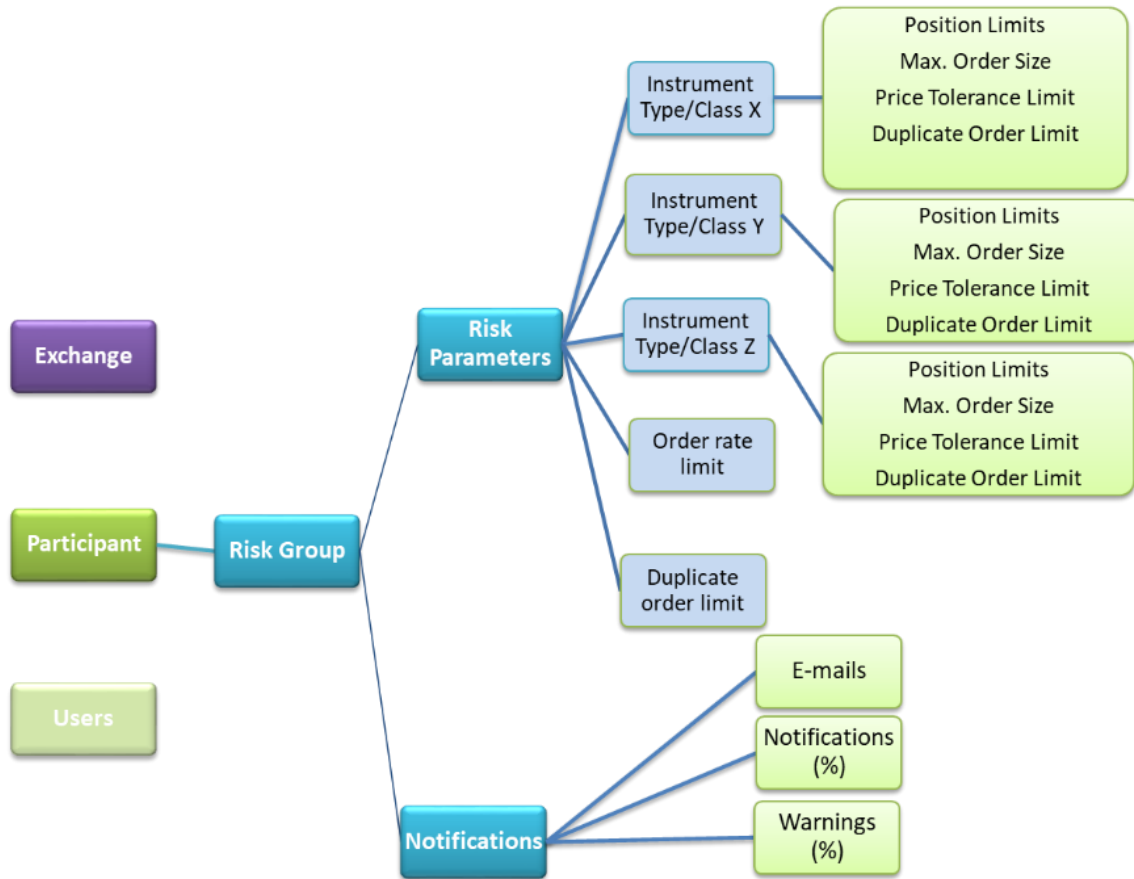 Exchange
Participant
Users
Risk Group
Risk
Parameters
Instrument
Type/Class X
Position Limits
Max. Order Size
Price Tolerance Limit
Duplicate Order Limit
Instrument
Type/Class Y
Position Limits
Max. Order Size
Price Tolerance Limit
Duplicate Order Limit
Instrument
Type/Class Z
Position Limits
Max. Order Size
Price Tolerance Limit
Duplicate Order Limit
Order rate
limit
Duplicate
order limit
Notifications
E-mails
Notifications
(%)
Warnings
(%)